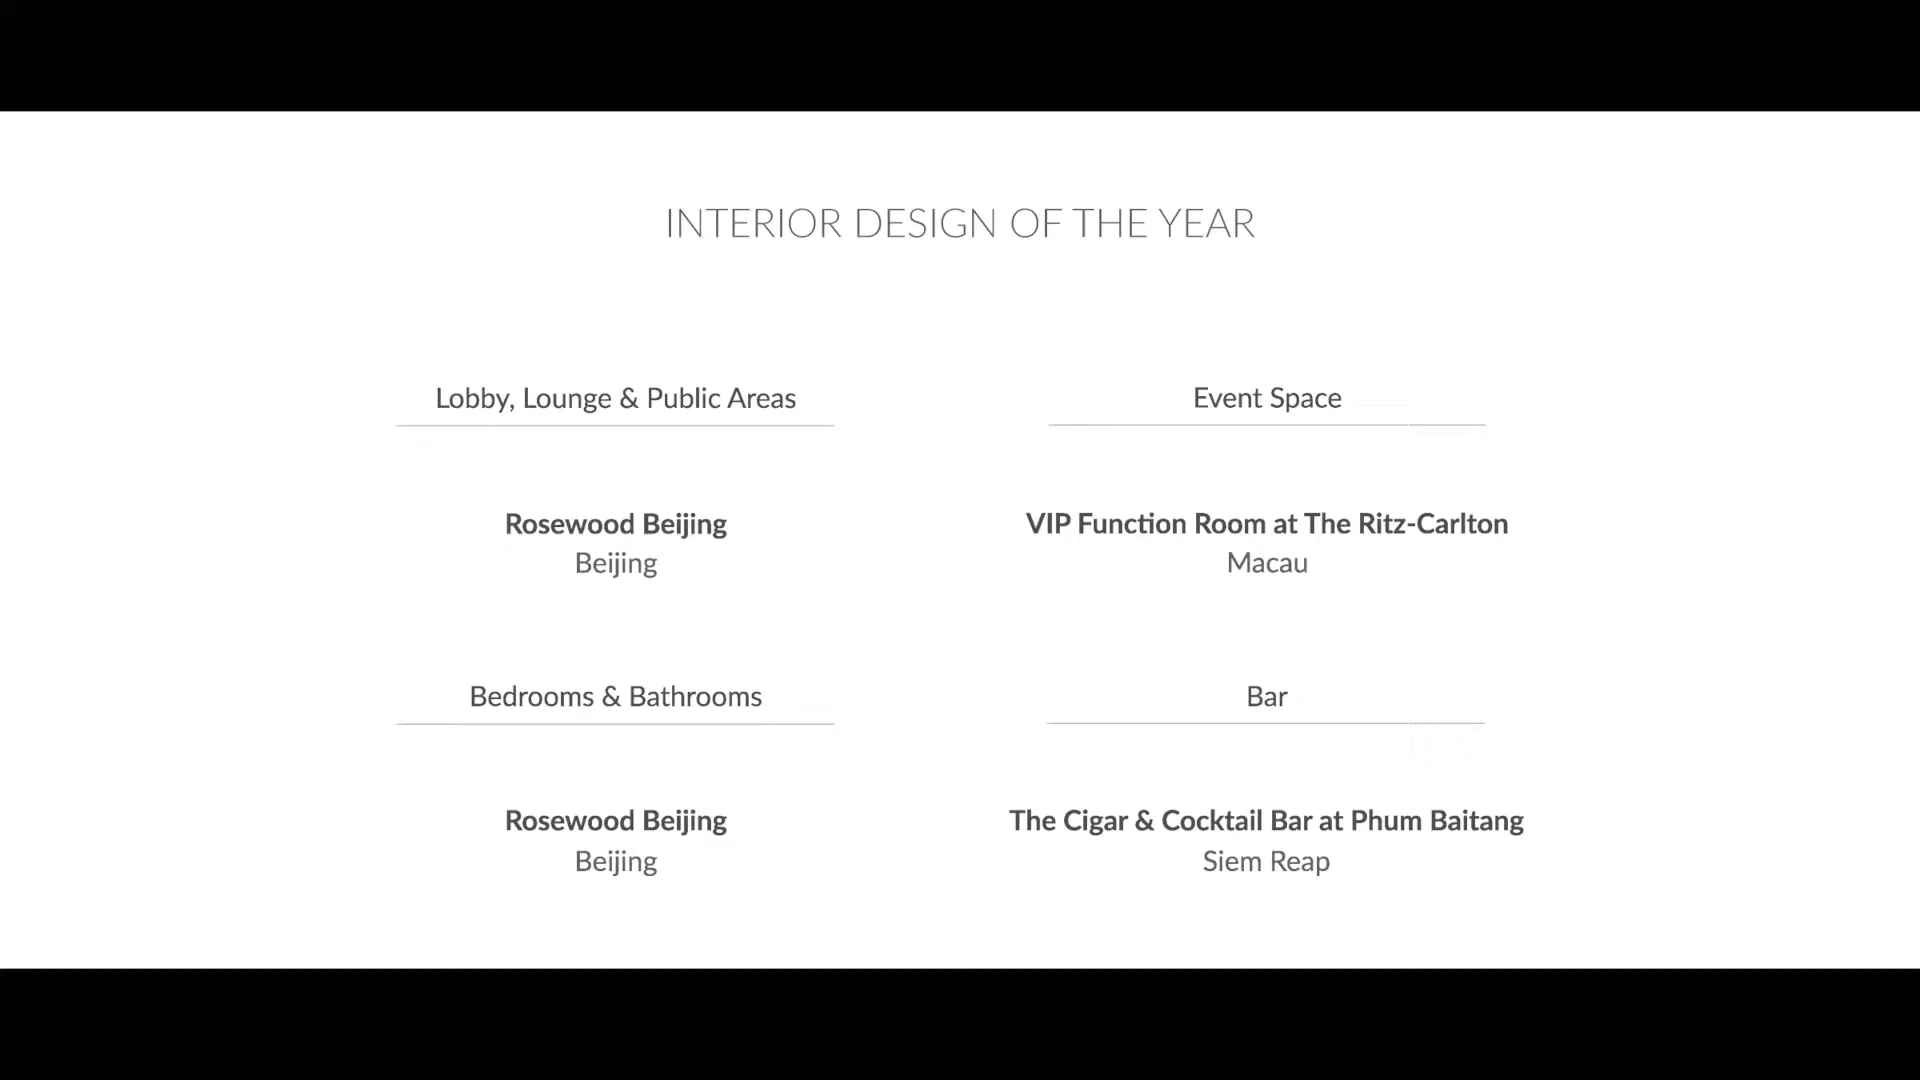 INTERIOR DESIGN OF THE YEAR
Lobby, Lounge & Public Areas
Rosewood Beijing
Beijing
Event Space
VIP Function Room at The Ritz-Carlton
Macau
Bedrooms & Bathrooms
Rosewood Beijing
Beijing
Bar
The Cigar & Cocktail Bar at Phum Baitang
Siem Reap